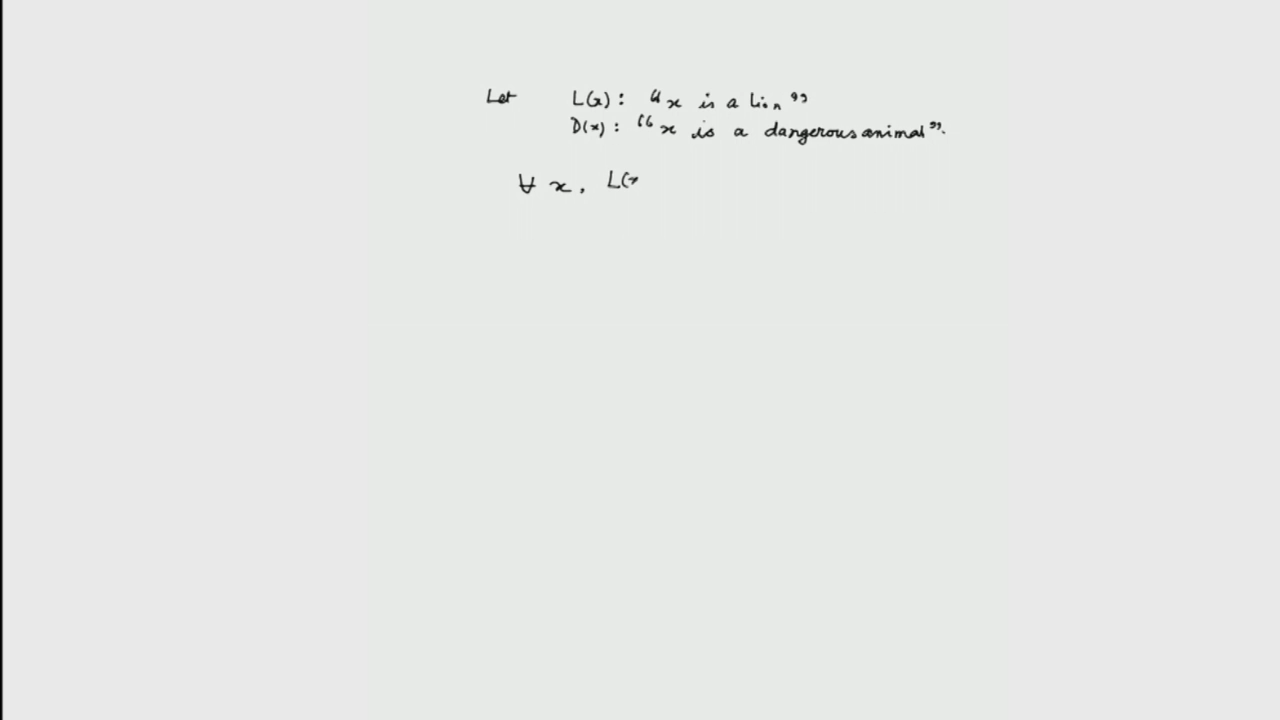 Let L(x): “x is a Lion”
D(x): “x is a dangerous animal”.
∀ x, L(x